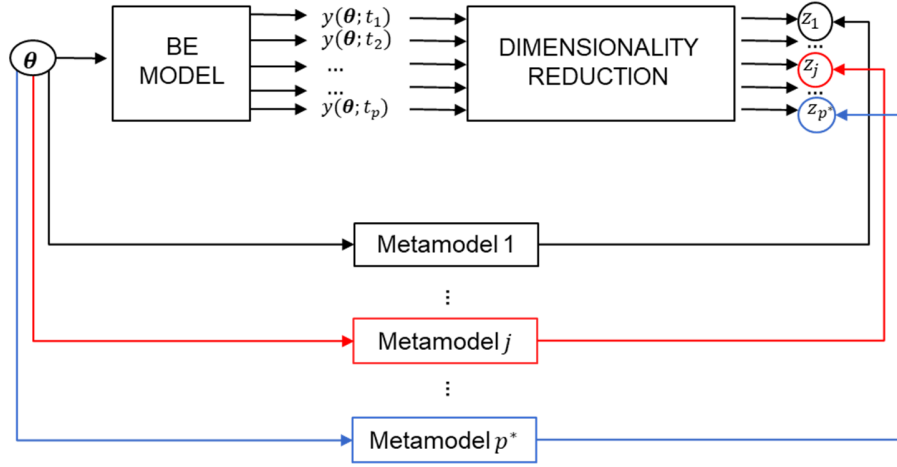 θ
BE
MODEL
y(θ; t₁)
y(θ; t₂)
...
...
y(θ; tₚ)
DIMENSIONALITY
REDUCTION
z₁
...
zⱼ
...
zₚ*
Metamodel 1
⋮
Metamodel j
⋮
Metamodel p*